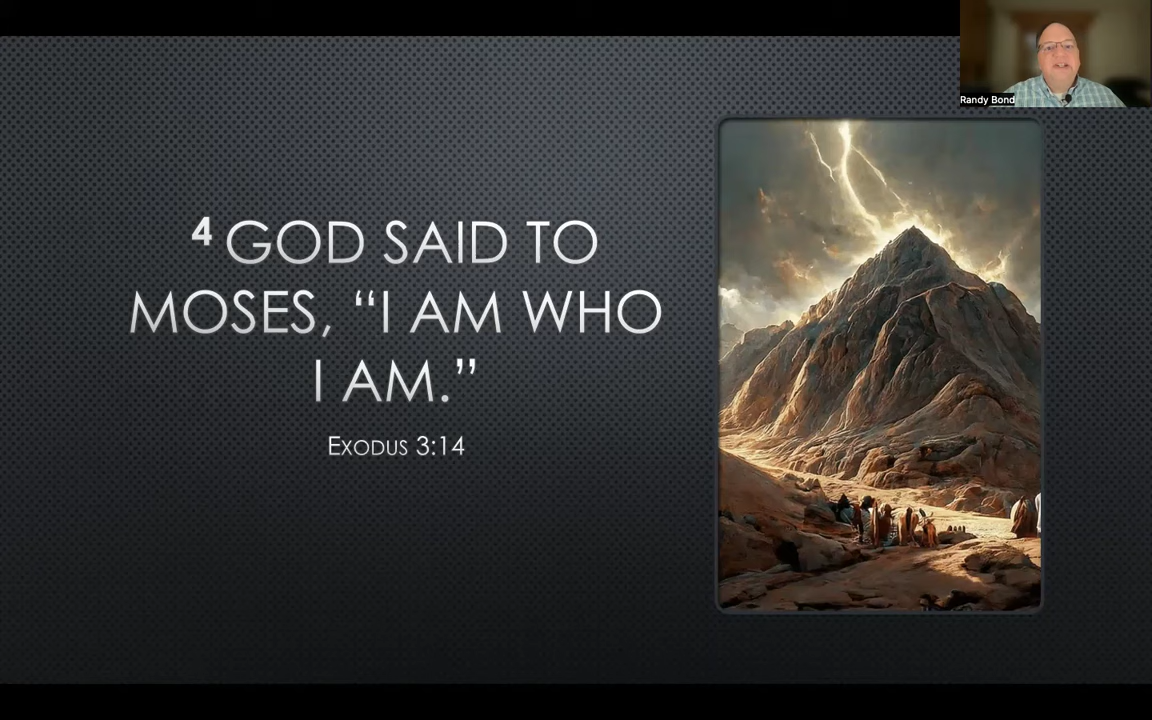 Randy Bond
⁴ GOD SAID TO
MOSES, “I AM WHO
I AM.”
EXODUS 3:14